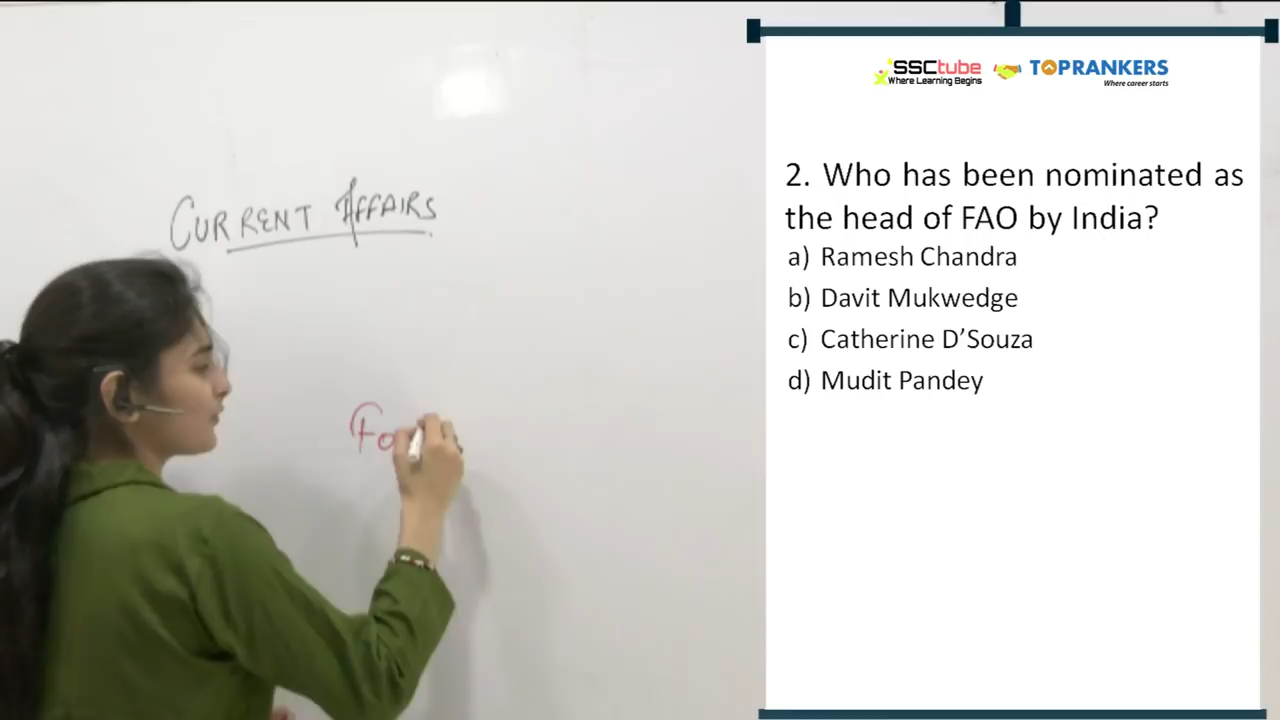 CURRENT AFFAIRS
Fa
SSCtube
Where Learning Begins
TOPRANKERS
Where career starts
2. Who has been nominated as
the head of FAO by India?
a) Ramesh Chandra
b) Davit Mukwedge
c) Catherine D’Souza
d) Mudit Pandey